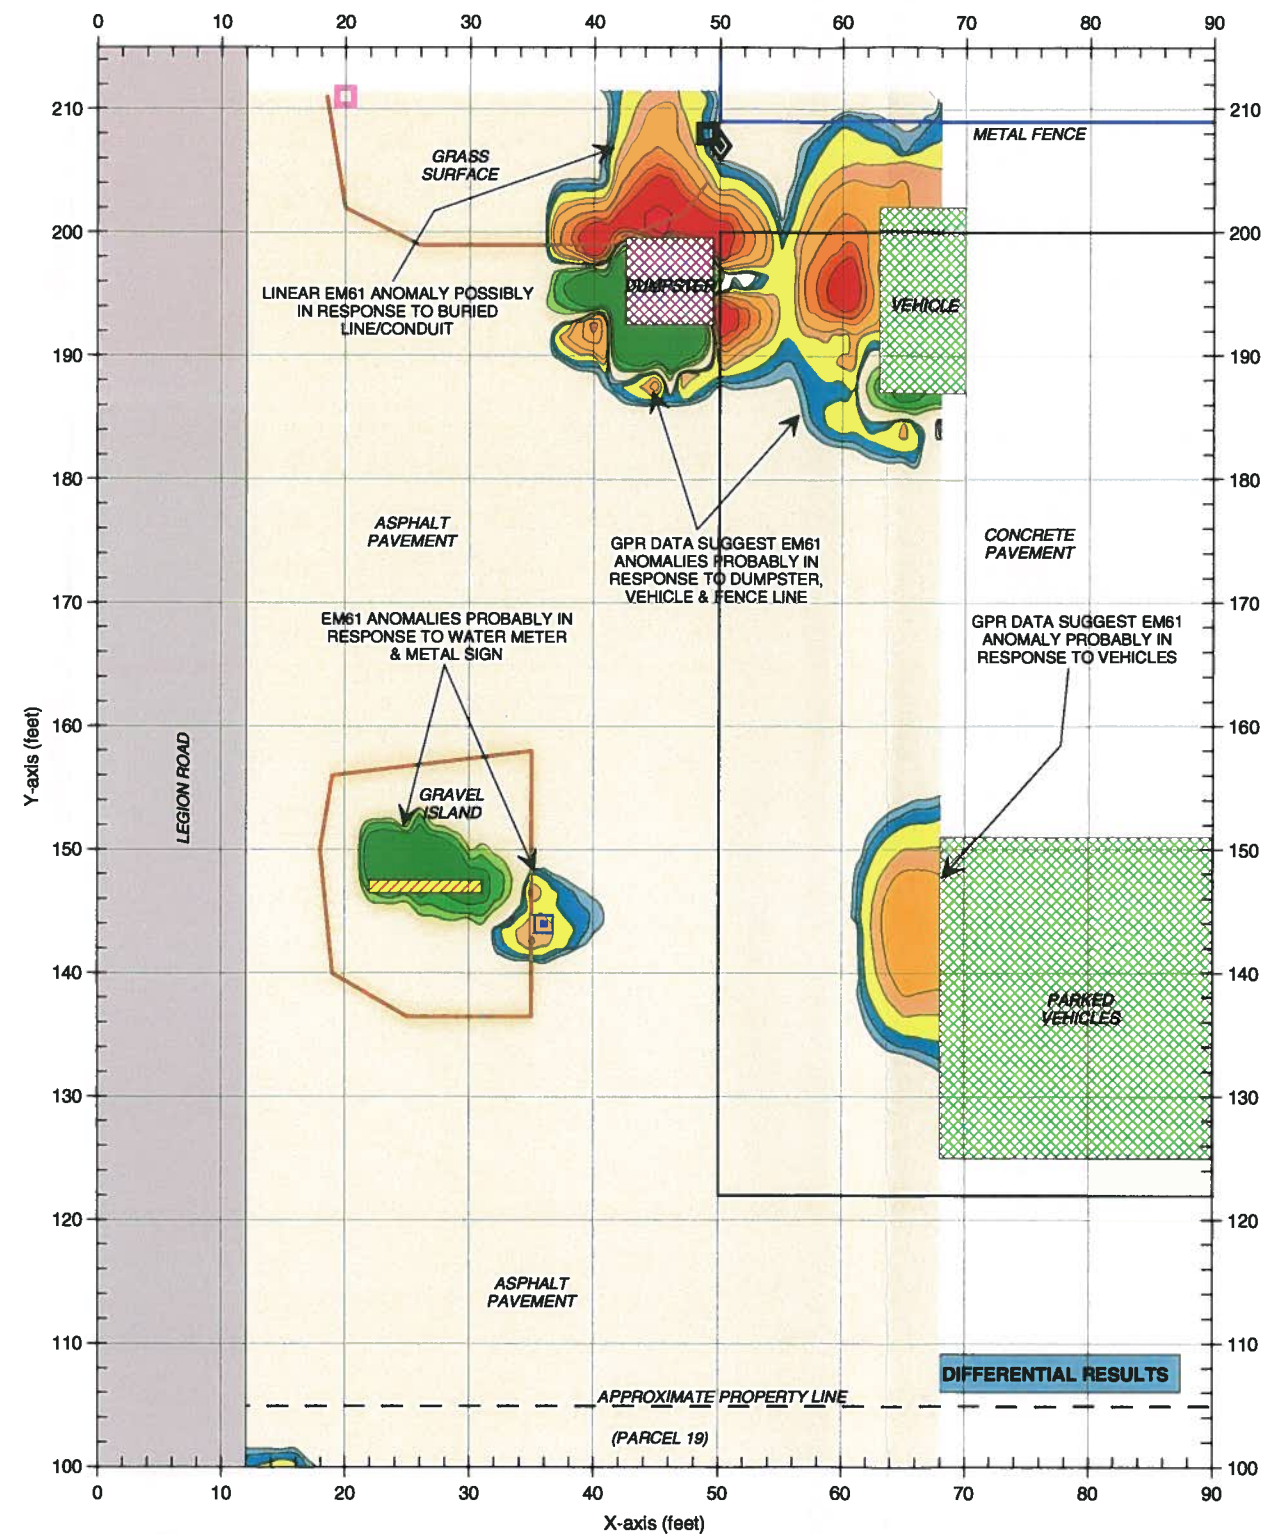 0 10 20 30 40 50 60 70 80 90
210 210
METAL FENCE
GRASS
SURFACE
200 200
LINEAR EM61 ANOMALY POSSIBLY
IN RESPONSE TO BURIED
LINE/CONDUIT
DUMPSTER
VEHICLE
190 190
180 180
ASPHALT
PAVEMENT
GPR DATA SUGGEST EM61
ANOMALIES PROBABLY IN
RESPONSE TO DUMPSTER,
VEHICLE & FENCE LINE
CONCRETE
PAVEMENT
170 170
EM61 ANOMALIES PROBABLY IN
RESPONSE TO WATER METER
& METAL SIGN
GPR DATA SUGGEST EM61
ANOMALY PROBABLY IN
RESPONSE TO VEHICLES
160 160
Y-axis (feet)
LEGION ROAD
GRAVEL
ISLAND
150 150
140 140
PARKED
VEHICLES
130 130
120 120
ASPHALT
PAVEMENT
110 110
DIFFERENTIAL RESULTS
APPROXIMATE PROPERTY LINE
(PARCEL 19)
100 100
0 10 20 30 40 50 60 70 80 90
X-axis (feet)